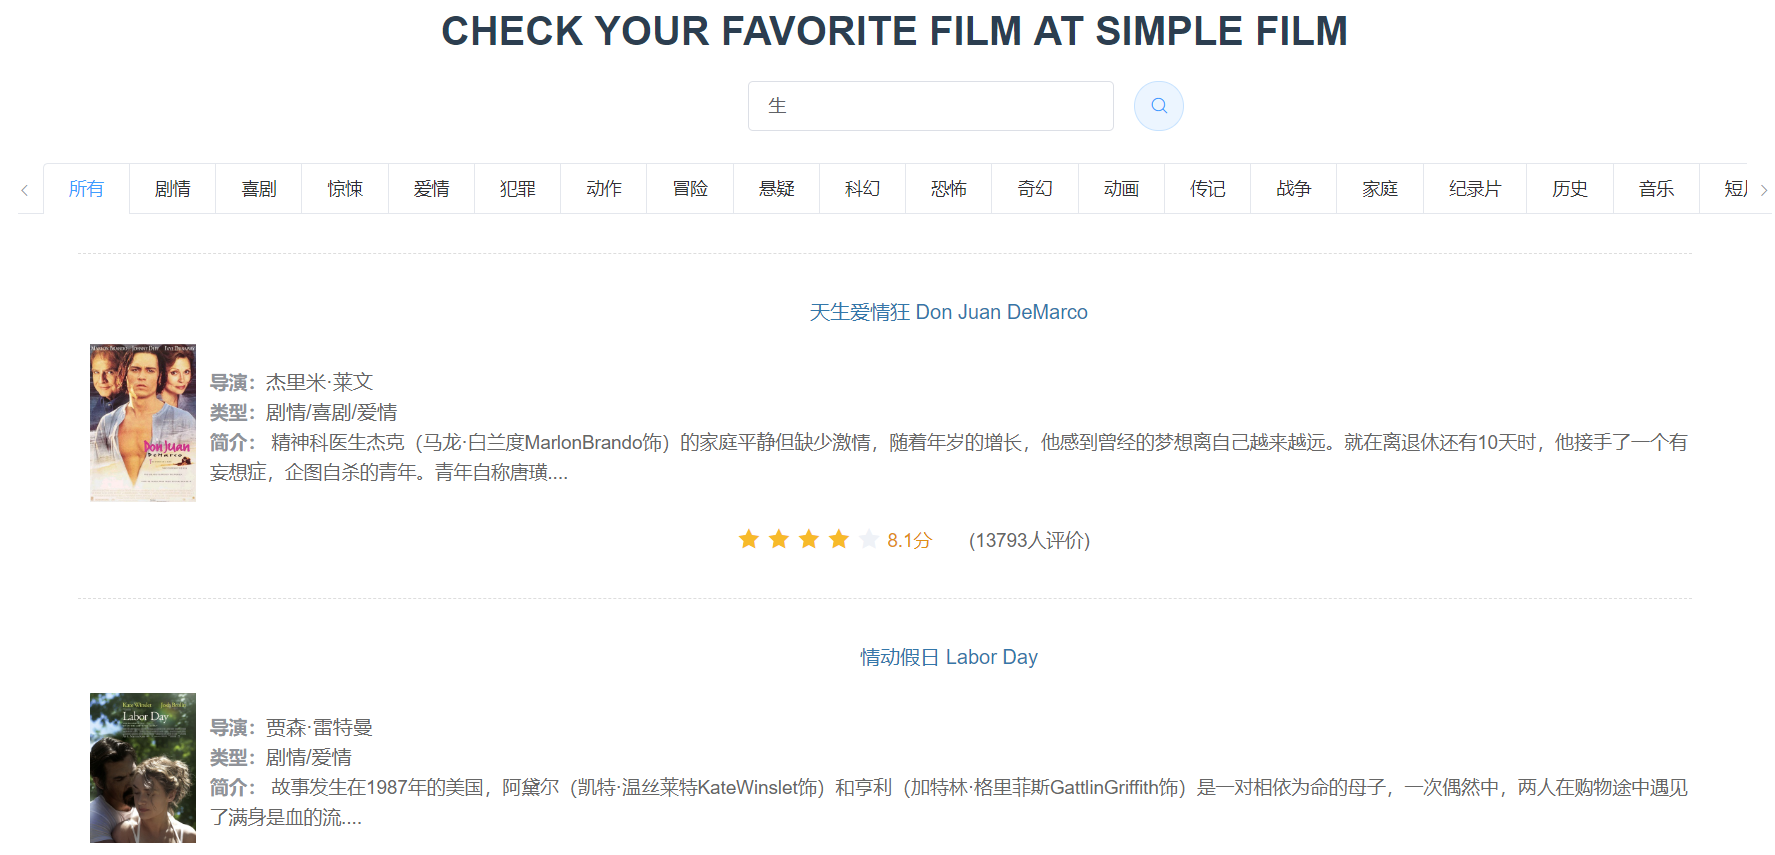 CHECK YOUR FAVORITE FILM AT SIMPLE FILM
生
所有 剧情 喜剧 惊悚 爱情 犯罪 动作 冒险 悬疑 科幻 恐怖 奇幻 动画 传记 战争 家庭 纪录片 历史 音乐 短
天生爱情狂 Don Juan DeMarco
MARLON BRANDO JOHNNY DEPP FAYE DUNAWAY
Don Juan
DeMarco
导演：杰里米·莱文
类型：剧情/喜剧/爱情
简介： 精神科医生杰克（马龙·白兰度MarlonBrando饰）的家庭平静但缺少激情，随着年岁的增长，他感到曾经的梦想离自己越来越远。就在离退休还有10天时，他接手了一个有
妄想症，企图自杀的青年。青年自称唐璜....
8.1分 (13793人评价)
情动假日 Labor Day
Kate Winslet Josh Brolin
Labor Day
导演：贾森·雷特曼
类型：剧情/爱情
简介： 故事发生在1987年的美国，阿黛尔（凯特·温丝莱特KateWinslet饰）和亨利（加特林·格里菲斯GattlinGriffith饰）是一对相依为命的母子，一次偶然中，两人在购物途中遇见
了满身是血的流....